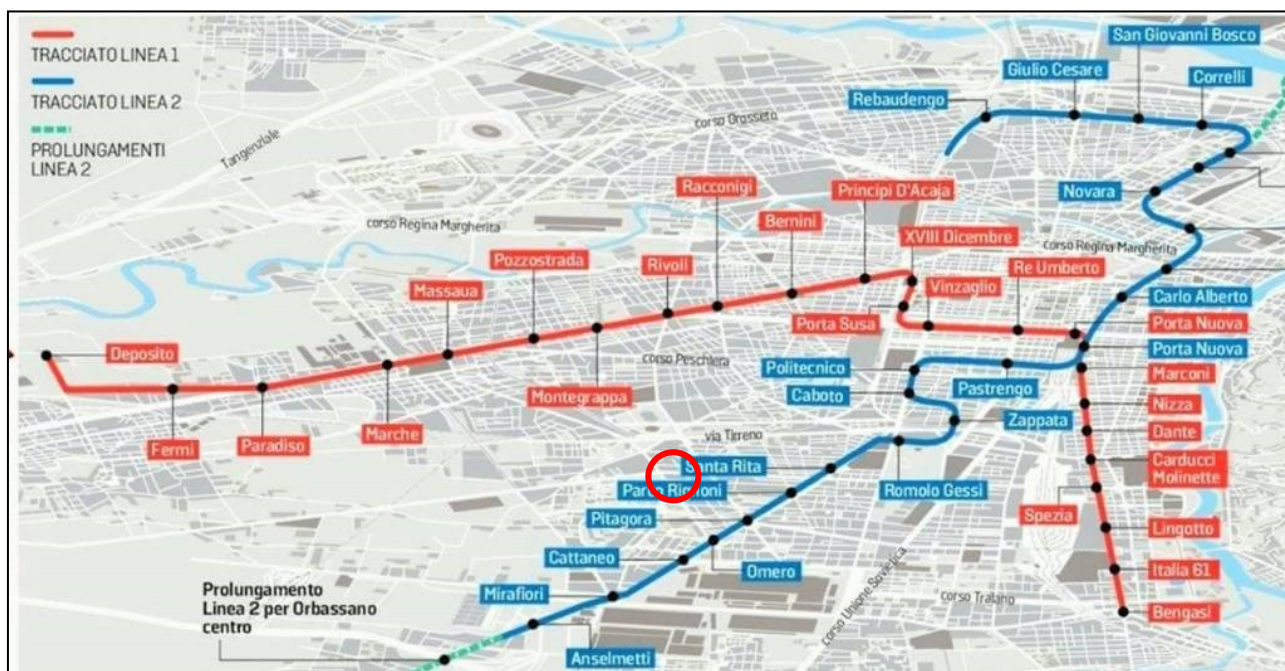 TRACCIATO LINEA 1
TRACCIATO LINEA 2
PROLUNGAMENTI
LINEA 2
San Giovanni Bosco
Giulio Cesare
Correlli
Rebaudengo
corso Grosseto
Tangenziale
Racconigi
Principi D'Acaja
Novara
corso Regina Margherita
Bernini
XVIII Dicembre
corso Regina Margherita
Pozzostrada
Rivoli
Re Umberto
Massaua
Vinzaglio
Carlo Alberto
Porta Susa
Porta Nuova
Deposito
corso Peschiera
Porta Nuova
Politecnico
Marconi
Montegrappa
Caboto
Pastrengo
Nizza
Fermi
Paradiso
Marche
via Tirreno
Zappata
Dante
Santa Rita
Carducci
Molinette
Romolo Gessi
Pitagora
Spezia
Lingotto
Cattaneo
Omero
Italia 61
Prolungamento
Linea 2 per Orbassano
centro
Mirafiori
corso Unione Sovietica
Bengasi
Anselmetti